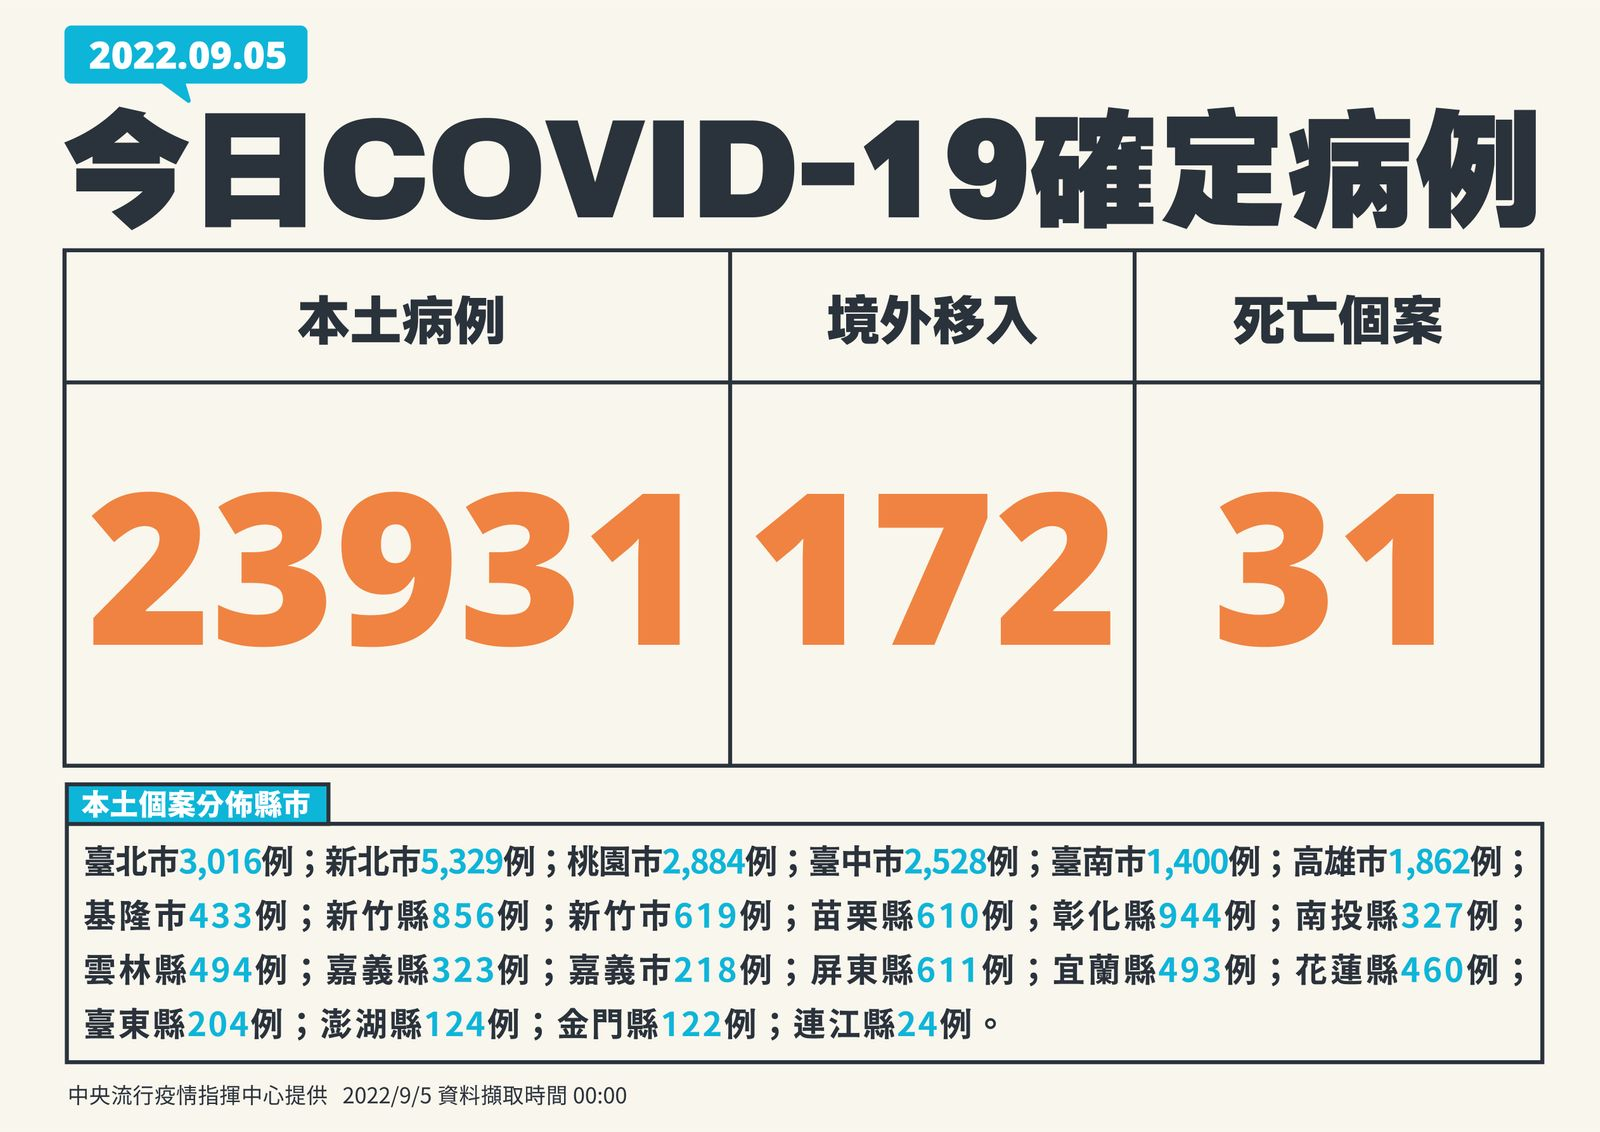 2022.09.05
今日COVID-19確定病例
本土病例 境外移入 死亡個案
23931 172 31
本土個案分佈縣市
臺北市3,016例；新北市5,329例；桃園市2,884例；臺中市2,528例；臺南市1,400例；高雄市1,862例；
基隆市433例；新竹縣856例；新竹市619例；苗栗縣610例；彰化縣944例；南投縣327例；
雲林縣494例；嘉義縣323例；嘉義市218例；屏東縣611例；宜蘭縣493例；花蓮縣460例；
臺東縣204例；澎湖縣124例；金門縣122例；連江縣24例。
中央流行疫情指揮中心提供 2022/9/5 資料擷取時間 00:00